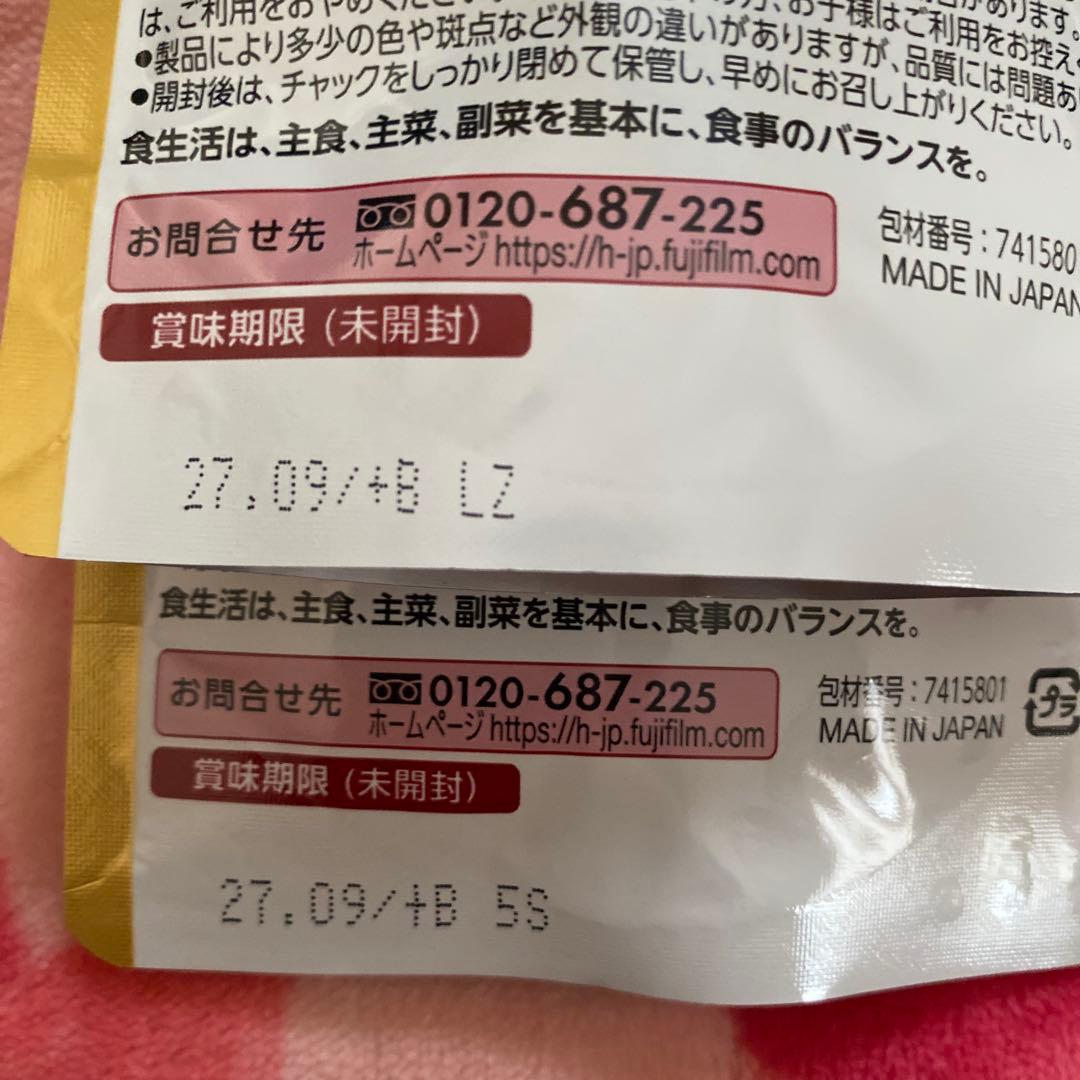 は、ご利用をおやめください。
お子様はご利用をお控え
があります。
●製品により多少の色や斑点など外観の違いがありますが、品質には問題あ
●開封後は、チャックをしっかり閉めて保管し、早めにお召し上がりください。
食生活は、主食、主菜、副菜を基本に、食事のバランスを。
お問合せ先 0120-687-225
ホームページ https://h-jp.fujifilm.com
包材番号：741580
MADE IN JAPAN
賞味期限（未開封）
27.09/+B LZ
食生活は、主食、主菜、副菜を基本に、食事のバランスを。
お問合せ先 0120-687-225
ホームページ https://h-jp.fujifilm.com
包材番号：7415801
MADE IN JAPAN
プラ
賞味期限（未開封）
27.09/+B 5S